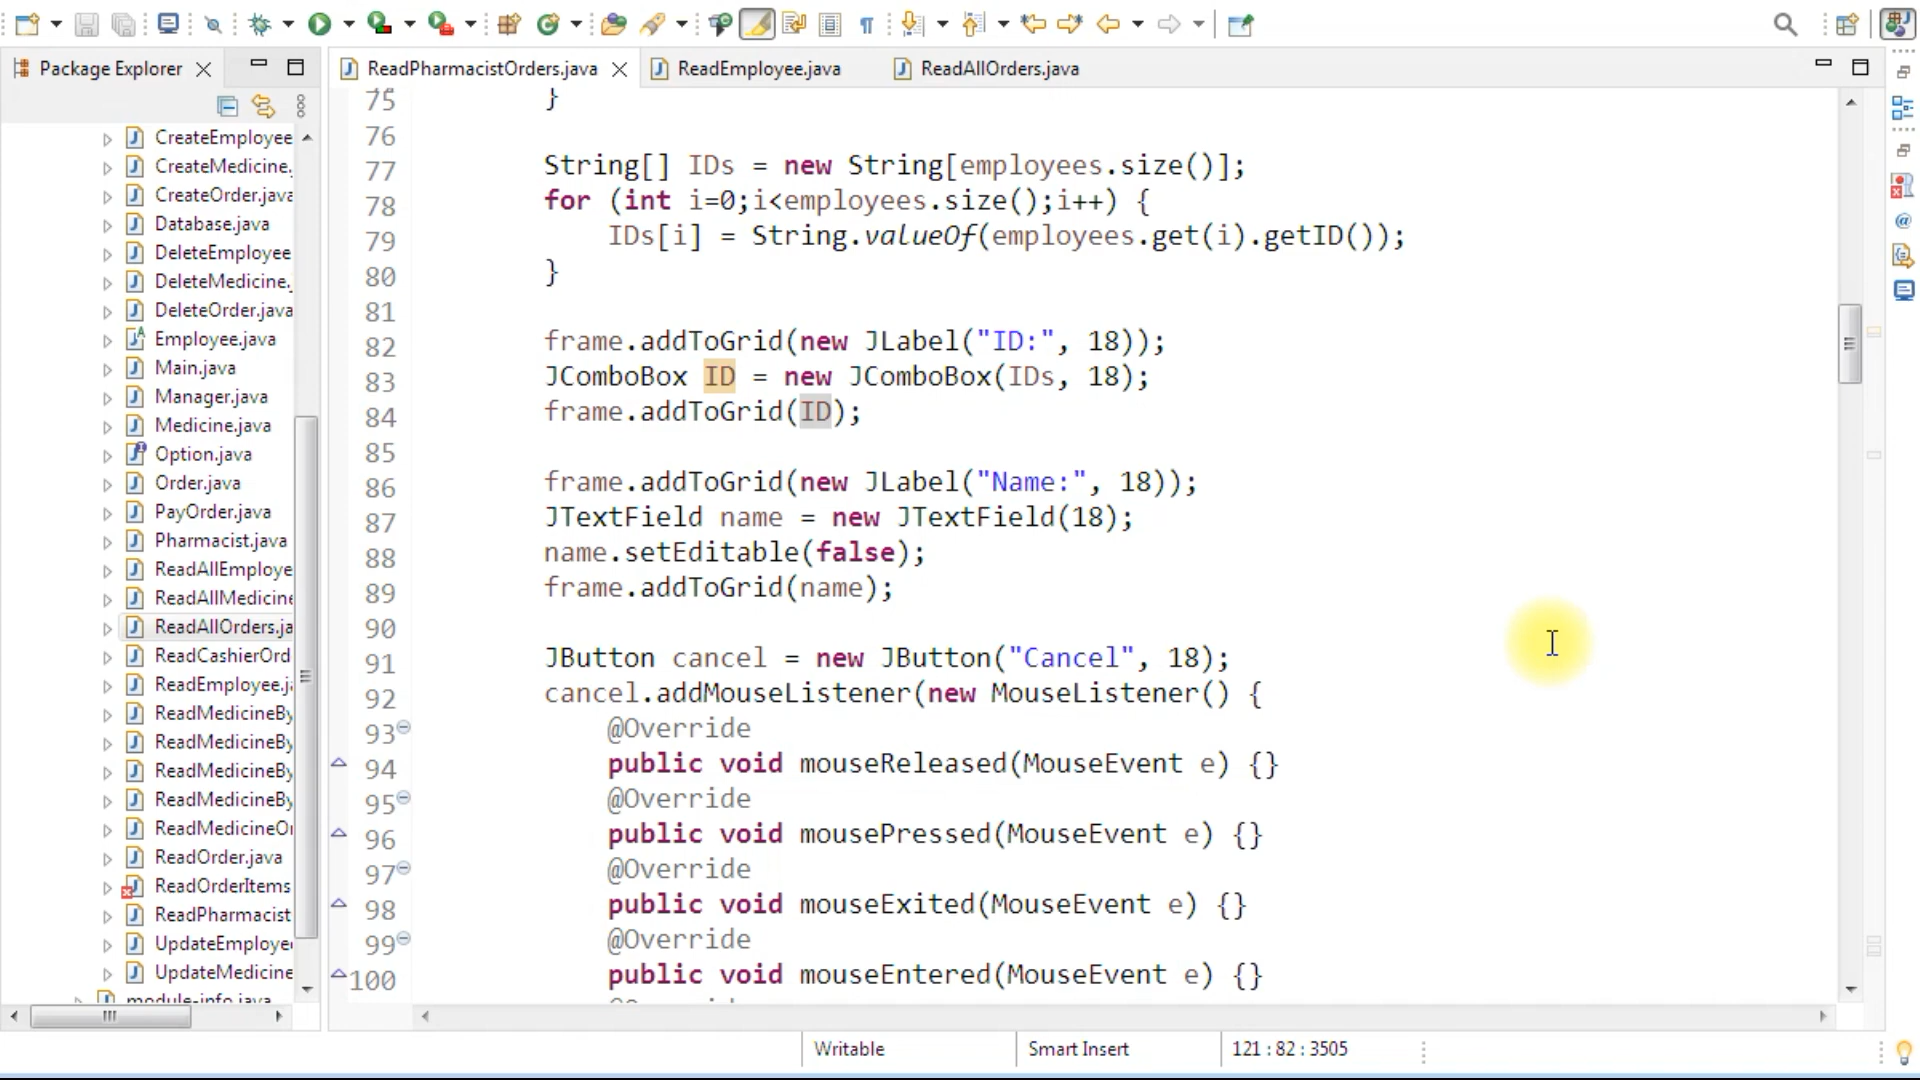 Package Explorer
ReadPharmacistOrders.java
ReadEmployee.java
ReadAllOrders.java
CreateEmployee
CreateMedicine.
CreateOrder.java
Database.java
DeleteEmployee
DeleteMedicine.
DeleteOrder.java
Employee.java
Main.java
Manager.java
Medicine.java
Option.java
Order.java
PayOrder.java
Pharmacist.java
ReadAllEmploye
ReadAllMedicine
ReadAllOrders.ja
ReadCashierOrd
ReadEmployee.ja
ReadMedicineBy
ReadMedicineBy
ReadMedicineBy
ReadMedicineBy
ReadMedicineOr
ReadOrder.java
ReadOrderItems
ReadPharmacist
UpdateEmployee
UpdateMedicine
module-info.java
75 }
76
77 String[] IDs = new String[employees.size()];
78 for (int i=0;i<employees.size();i++) {
79 IDs[i] = String.valueOf(employees.get(i).getID());
80 }
81
82 frame.addToGrid(new JLabel("ID:", 18));
83 JComboBox ID = new JComboBox(IDs, 18);
84 frame.addToGrid(ID);
85
86 frame.addToGrid(new JLabel("Name:", 18));
87 JTextField name = new JTextField(18);
88 name.setEditable(false);
89 frame.addToGrid(name);
90
91 JButton cancel = new JButton("Cancel", 18);
92 cancel.addMouseListener(new MouseListener() {
93 @Override
94 public void mouseReleased(MouseEvent e) {}
95 @Override
96 public void mousePressed(MouseEvent e) {}
97 @Override
98 public void mouseExited(MouseEvent e) {}
99 @Override
100 public void mouseEntered(MouseEvent e) {}
Writable
Smart Insert
121 : 82 : 3505